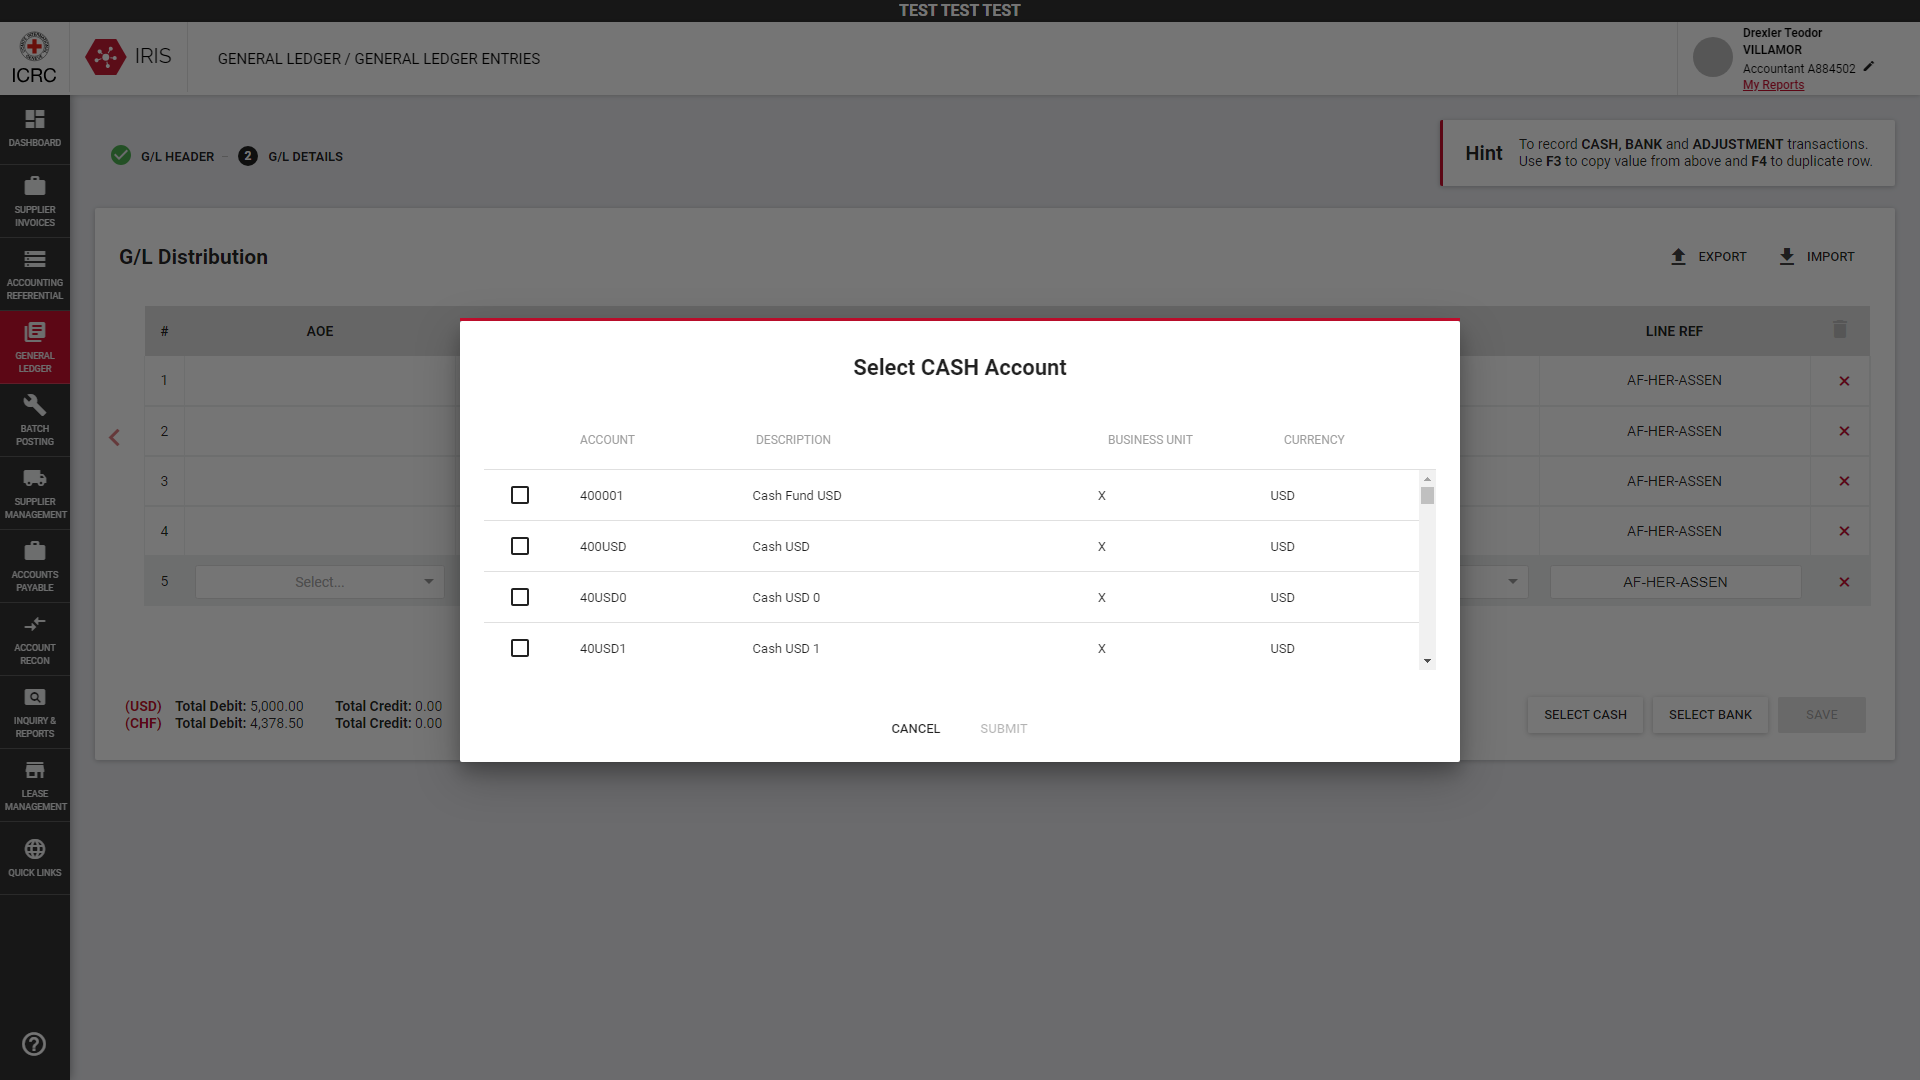 TEST TEST TEST
ICRC
IRIS
GENERAL LEDGER / GENERAL LEDGER ENTRIES
Drexler Teodor
VILLAMOR
Accountant A884502
My Reports
DASHBOARD
SUPPLIER
INVOICES
ACCOUNTING
REFERENTIAL
GENERAL
LEDGER
BATCH
POSTING
SUPPLIER
MANAGEMENT
ACCOUNTS
PAYABLE
ACCOUNT
RECON
INQUIRY &
REPORTS
LEASE
MANAGEMENT
QUICK LINKS
G/L HEADER
2 G/L DETAILS
Hint
To record CASH, BANK and ADJUSTMENT transactions.
Use F3 to copy value from above and F4 to duplicate row.
G/L Distribution
EXPORT
IMPORT
# AOE LINE REF
1 AF-HER-ASSEN
2 AF-HER-ASSEN
3 AF-HER-ASSEN
4 AF-HER-ASSEN
5 Select... AF-HER-ASSEN
(USD) Total Debit: 5,000.00 Total Credit: 0.00
(CHF) Total Debit: 4,378.50 Total Credit: 0.00
SELECT CASH
SELECT BANK
SAVE
Select CASH Account
ACCOUNT DESCRIPTION BUSINESS UNIT CURRENCY
400001 Cash Fund USD X USD
400USD Cash USD X USD
40USD0 Cash USD 0 X USD
40USD1 Cash USD 1 X USD
CANCEL SUBMIT